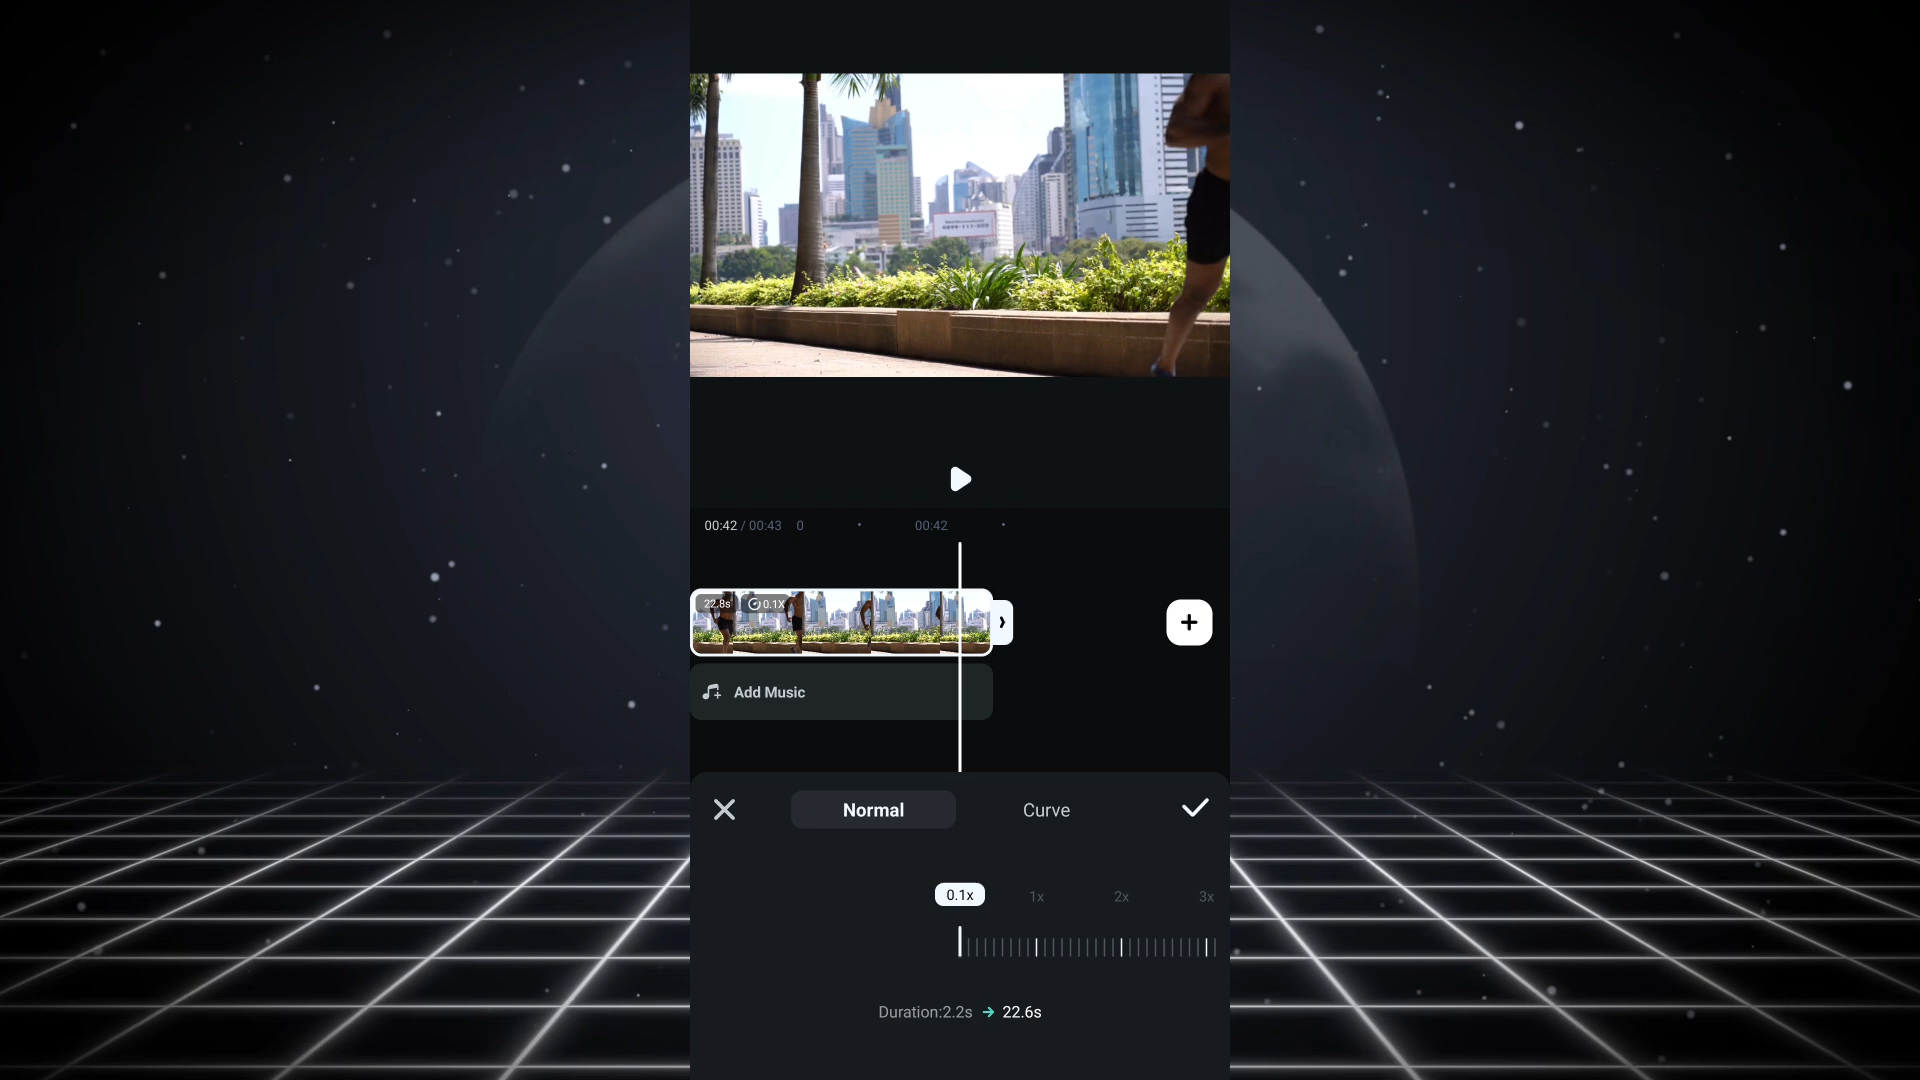 00:42 / 00:43 0 00:42
22.8s 0.1X
Add Music
Normal Curve
0.1x 1x 2x 3x
Duration:2.2s → 22.6s